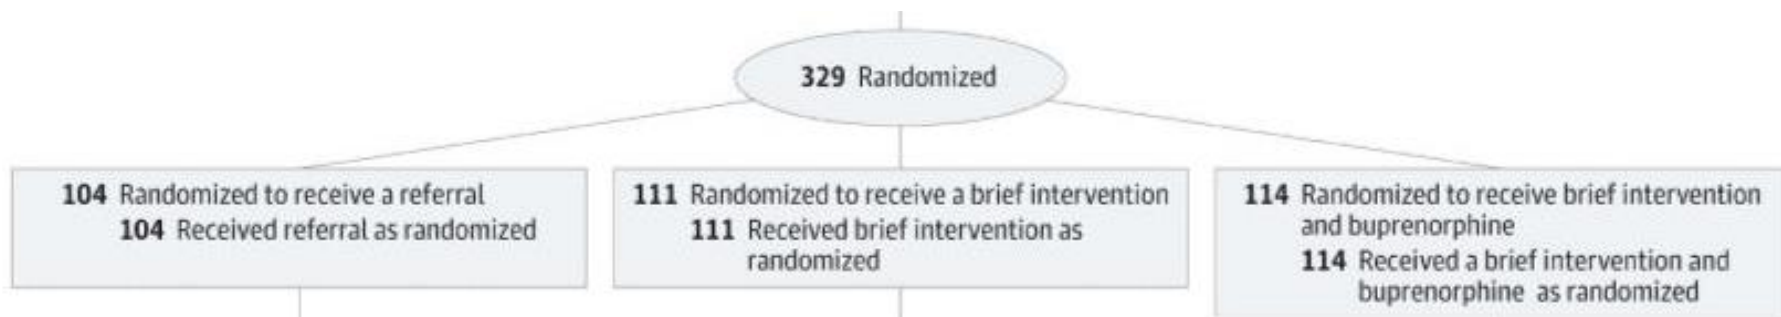 329 Randomized
104 Randomized to receive a referral
104 Received referral as randomized
111 Randomized to receive a brief intervention
111 Received brief intervention as
randomized
114 Randomized to receive brief intervention
and buprenorphine
114 Received a brief intervention and
buprenorphine as randomized